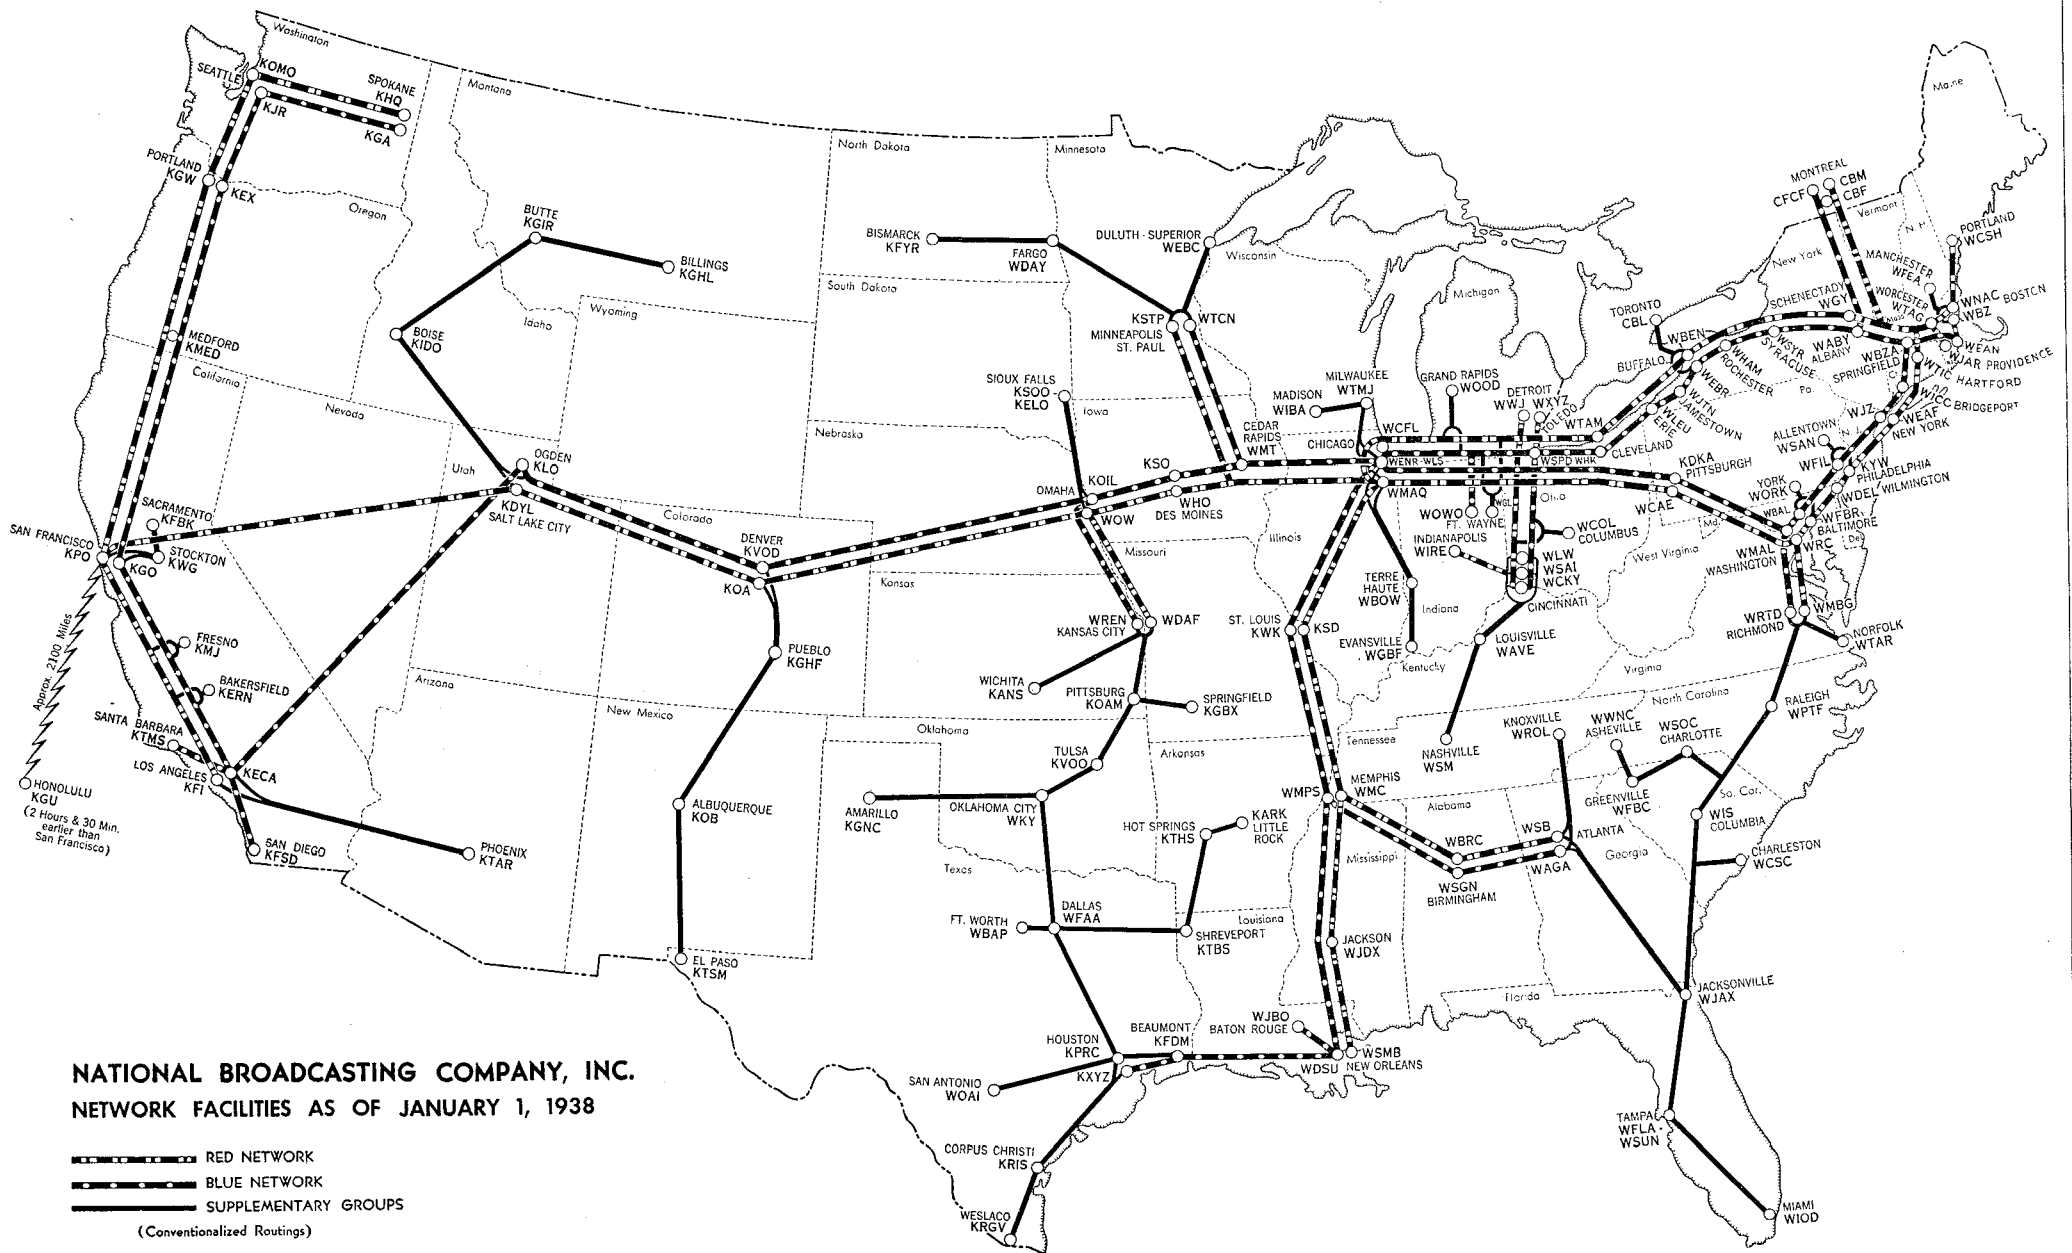 Washington
SEATTLE
KOMO
KJR
SPOKANE
KHQ
KGA
Montana
PORTLAND
KGW
KEX
Oregon
BUTTE
KGIR
BILLINGS
KGHL
Idaho
BOISE
KIDO
Wyoming
MEDFORD
KMED
California
Nevada
Utah
OGDEN
KLO
KDYL
SALT LAKE CITY
Colorado
SACRAMENTO
KFBK
STOCKTON
KWG
SAN FRANCISCO
KPO
KGO
FRESNO
KMJ
BAKERSFIELD
KERN
SANTA BARBARA
KTMS
LOS ANGELES
KFI
KECA
SAN DIEGO
KFSD
PHOENIX
KTAR
Approx. 2100 Miles
HONOLULU
KGU
(2 Hours & 30 Min.
earlier than
San Francisco)
Arizona
New Mexico
DENVER
KVOD
KOA
PUEBLO
KGHF
ALBUQUERQUE
KOB
EL PASO
KTSM
North Dakota
Minnesota
BISMARCK
KFYR
FARGO
WDAY
DULUTH - SUPERIOR
WEBC
Wisconsin
South Dakota
KSTP
WTCN
MINNEAPOLIS
ST. PAUL
SIOUX FALLS
KSOO
KELO
Iowa
Nebraska
CEDAR
RAPIDS
WMT
KSO
KOIL
OMAHA
WOW
WHO
DES MOINES
Missouri
Kansas
WREN
KANSAS CITY
WDAF
WICHITA
KANS
PITTSBURG
KOAM
SPRINGFIELD
KGBX
Oklahoma
TULSA
KVOO
Arkansas
AMARILLO
KGNC
OKLAHOMA CITY
WKY
HOT SPRINGS
KTHS
KARK
LITTLE
ROCK
Texas
FT. WORTH
WBAP
DALLAS
WFAA
SHREVEPORT
KTBS
Louisiana
HOUSTON
KPRC
KXYZ
BEAUMONT
KFDM
SAN ANTONIO
WOAI
CORPUS CHRISTI
KRIS
WESLACO
KRGV
WJBO
BATON ROUGE
WDSU
WSMB
NEW ORLEANS
JACKSON
WJDX
Mississippi
WMPS
MEMPHIS
WMC
Tennessee
Alabama
WBRC
WSGN
BIRMINGHAM
WSB
ATLANTA
WAGA
Georgia
ST. LOUIS
KWK
KSD
Illinois
Indiana
TERRE
HAUTE
WBOW
EVANSVILLE
WGBF
Kentucky
LOUISVILLE
WAVE
NASHVILLE
WSM
KNOXVILLE
WROL
WWNC
ASHEVILLE
WSOC
CHARLOTTE
GREENVILLE
WFBC
So. Car.
WIS
COLUMBIA
CHARLESTON
WCSC
JACKSONVILLE
WJAX
Florida
TAMPA
WFLA -
WSUN
MIAMI
WIOD
MADISON
WIBA
MILWAUKEE
WTMJ
CHICAGO
WCFL
WENR-WLS
WMAQ
Michigan
GRAND RAPIDS
WOOD
DETROIT
WWJ
WXYZ
TOLEDO
WSPD
WHK
WTAM
CLEVELAND
WOWO
WGL
FT. WAYNE
INDIANAPOLIS
WIRE
Ohio
WCOL
COLUMBUS
WLW
WSAI
WCKY
CINCINNATI
West Virginia
Virginia
North Carolina
KDKA
PITTSBURGH
WCAE
Pa.
Md.
Del.
WLEU
ERIE
WJTN
JAMESTOWN
WEBR
BUFFALO
WBEN
TORONTO
CBL
WHAM
ROCHESTER
WSYR
SYRACUSE
New York
SCHENECTADY
WGY
WABY
ALBANY
MONTREAL
CFCF
CBM
CBF
Vermont
N. H.
Maine
PORTLAND
WCSH
MANCHESTER
WFEA
WORCESTER
WTAG
Mass.
WNAC
BOSTON
WBZ
WEAN
WJAR PROVIDENCE
WBZA
SPRINGFIELD
WTIC
HARTFORD
WICC
BRIDGEPORT
WJZ
WEAF
NEW YORK
N. J.
ALLENTOWN
WSAN
WFIL
KYW
PHILADELPHIA
WDEL WILMINGTON
YORK
WORK
WBAL
WFBR
BALTIMORE
WMAL
WRC
WASHINGTON
WRTD
RICHMOND
WMBG
NORFOLK
WTAR
RALEIGH
WPTF
NATIONAL BROADCASTING COMPANY, INC.
NETWORK FACILITIES AS OF JANUARY 1, 1938
RED NETWORK
BLUE NETWORK
SUPPLEMENTARY GROUPS
(Conventionalized Routings)